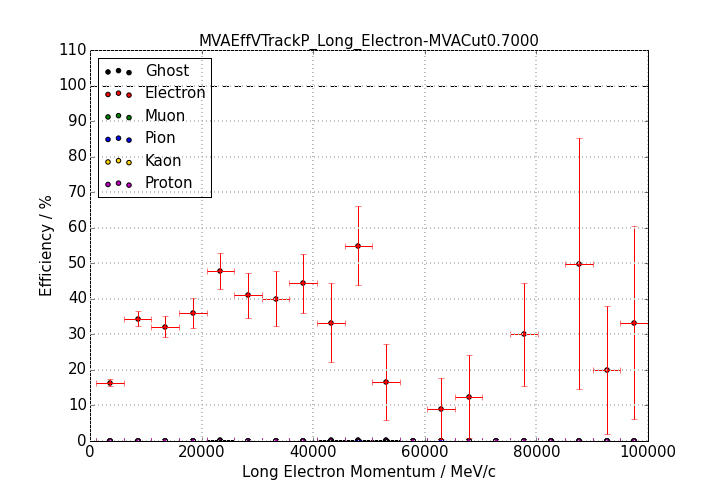 MVAEffVTrackP_Long_Electron-MVACut0.7000
110
100
90
80
70
60
50
40
30
20
10
0
Efficiency / %
Ghost
Electron
Muon
Pion
Kaon
Proton
0 20000 40000 60000 80000 100000
Long Electron Momentum / MeV/c